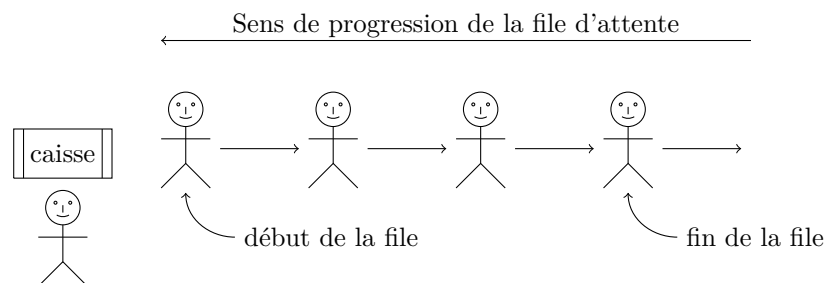 Sens de progression de la file d'attente
caisse
début de la file
fin de la file